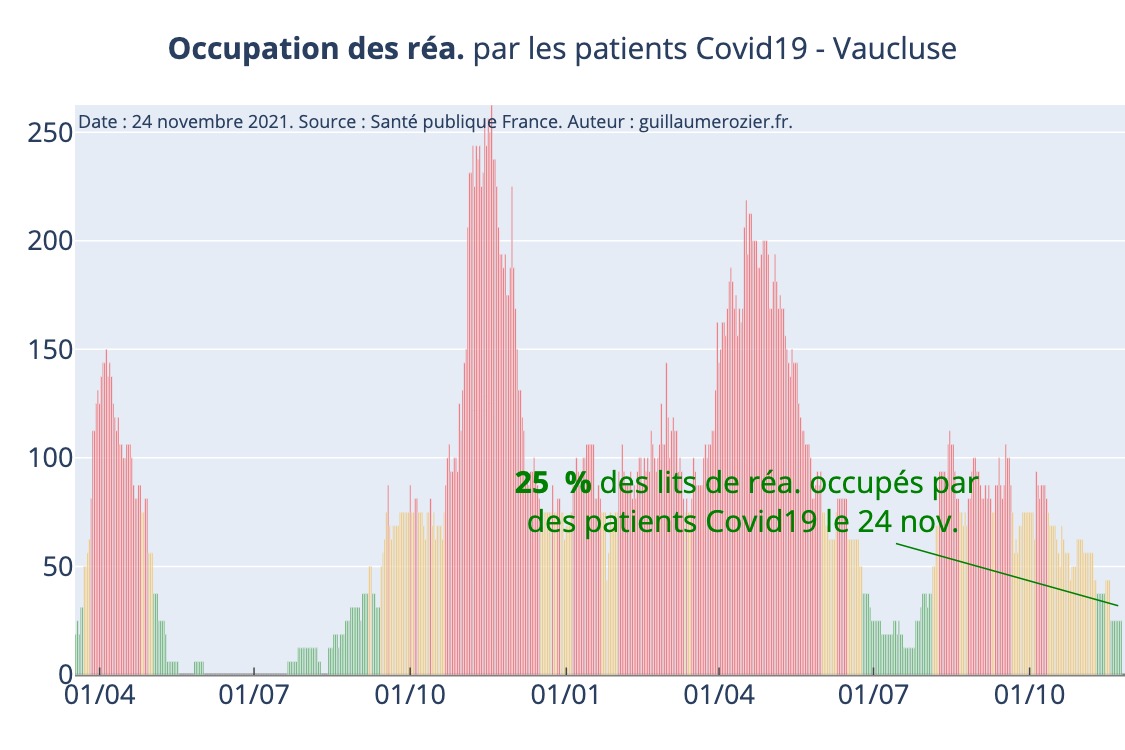 Occupation des réa. par les patients Covid19 - Vaucluse
Date : 24 novembre 2021. Source : Santé publique France. Auteur : guillaumerozier.fr.
250
200
150
100
50
0
25 % des lits de réa. occupés par
des patients Covid19 le 24 nov.
01/04 01/07 01/10 01/01 01/04 01/07 01/10